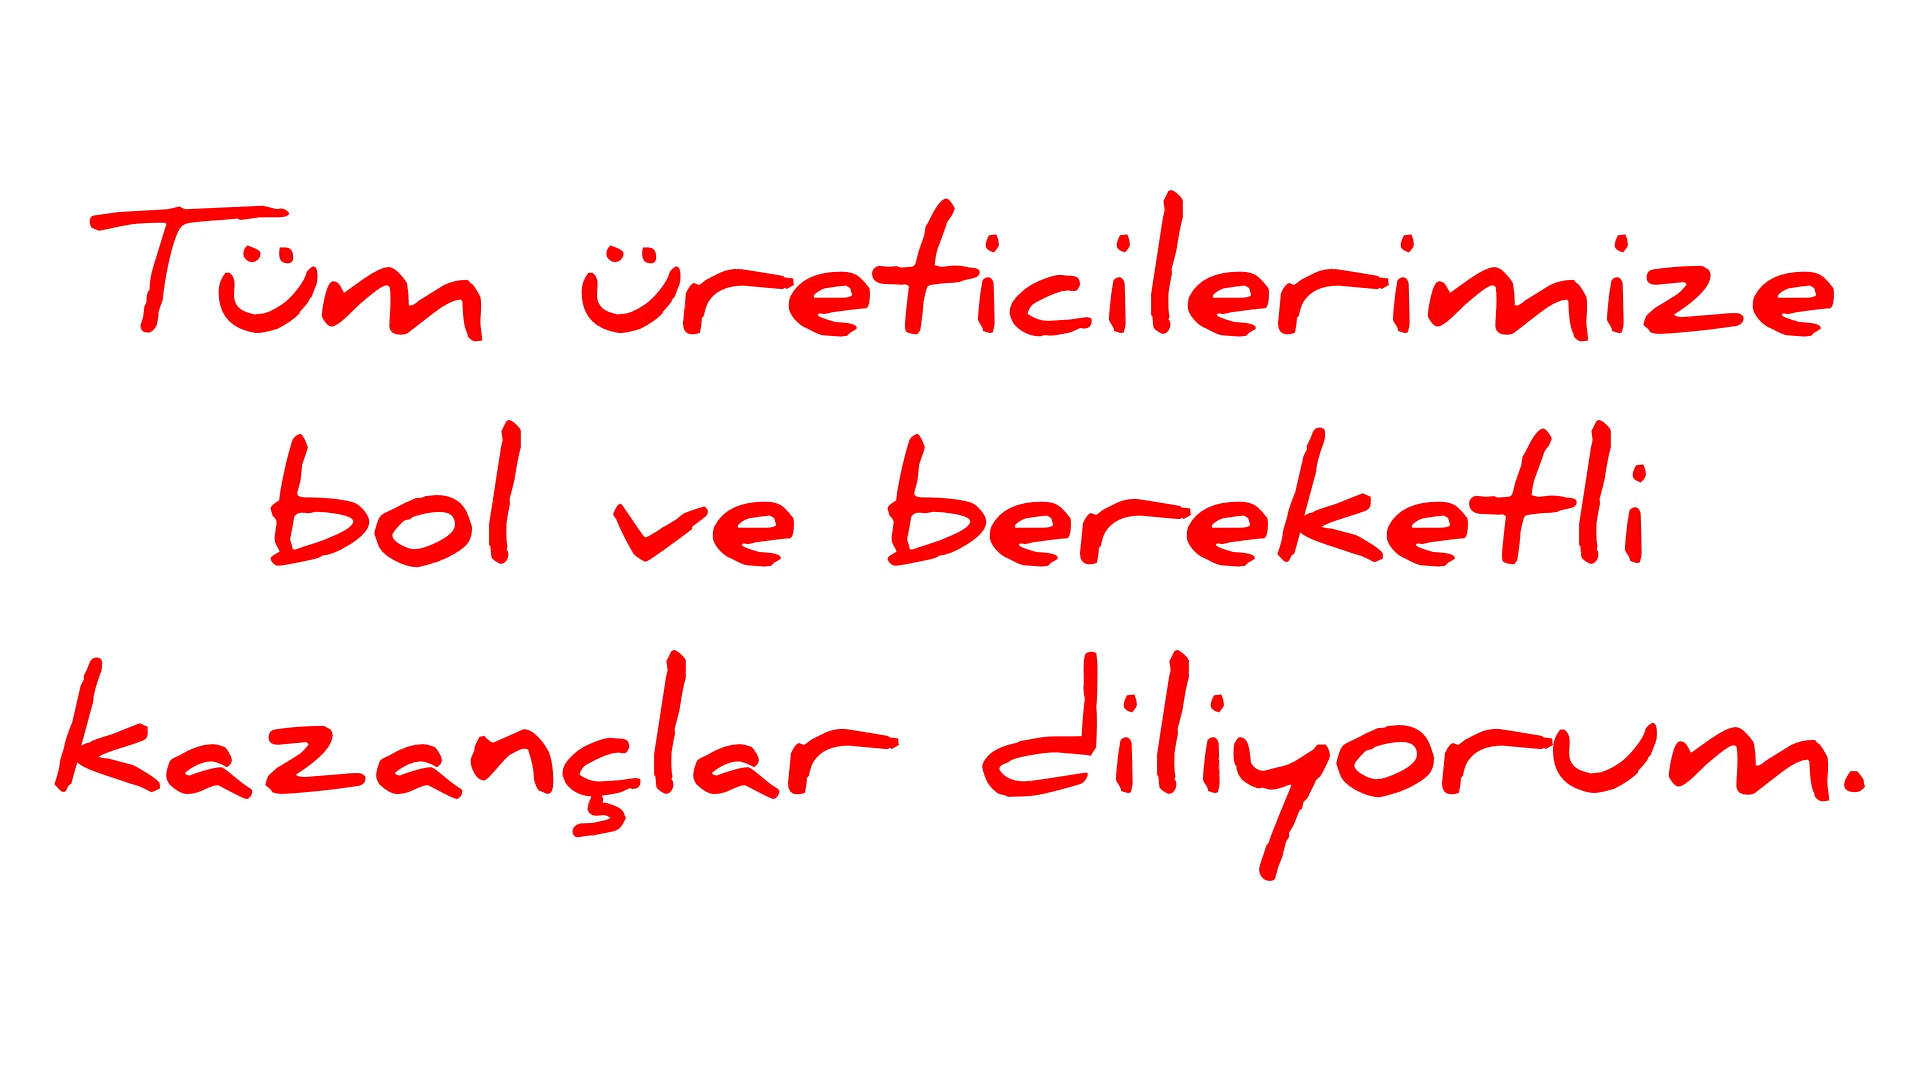 Tüm üreticilerimize
bol ve bereketli
kazançlar diliyorum.